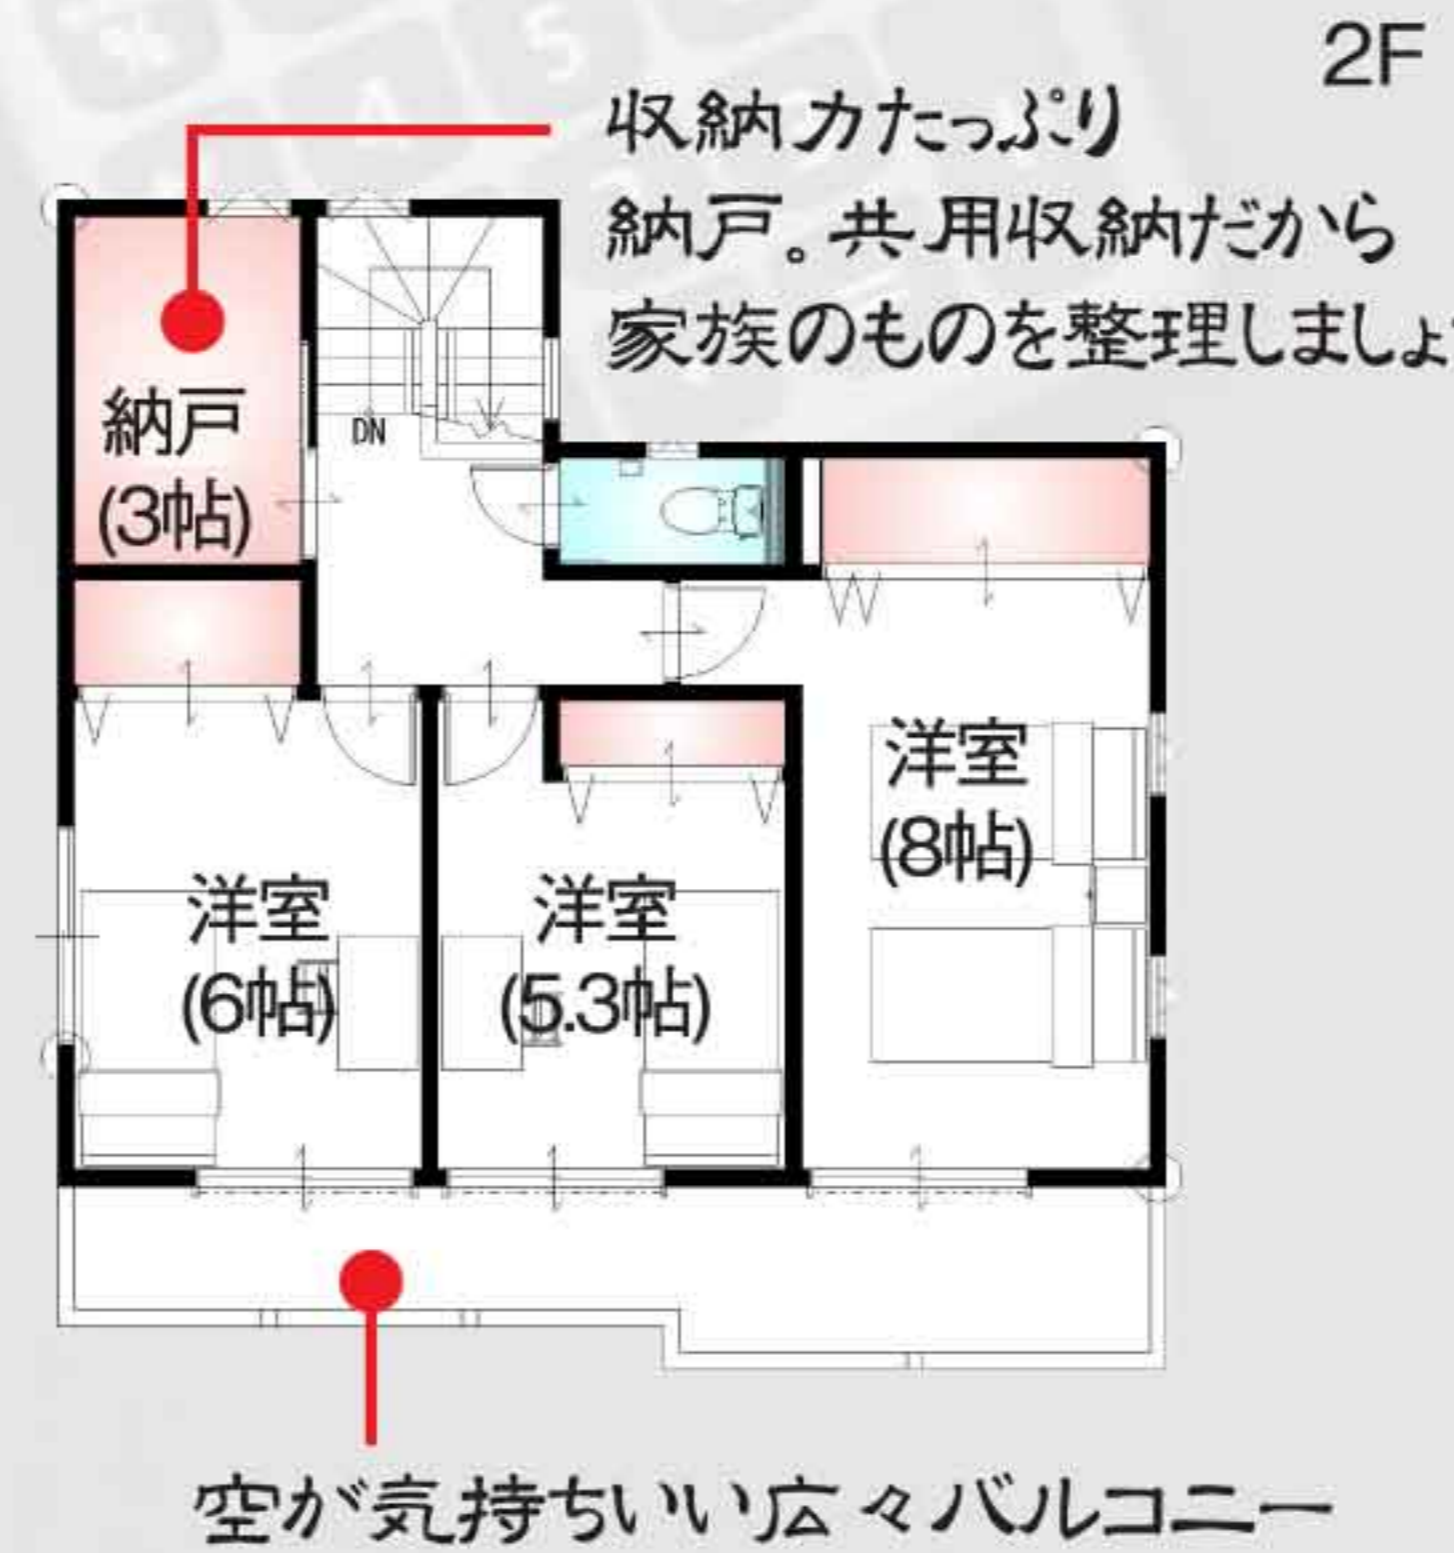 2F
収納力たっぷり
納戸。共用収納だから
家族のものを整理しましょ
納戸
(3帖)
DN
洋室
(8帖)
洋室
(6帖)
洋室
(5.3帖)
空が気持ちいい広々バルコニー